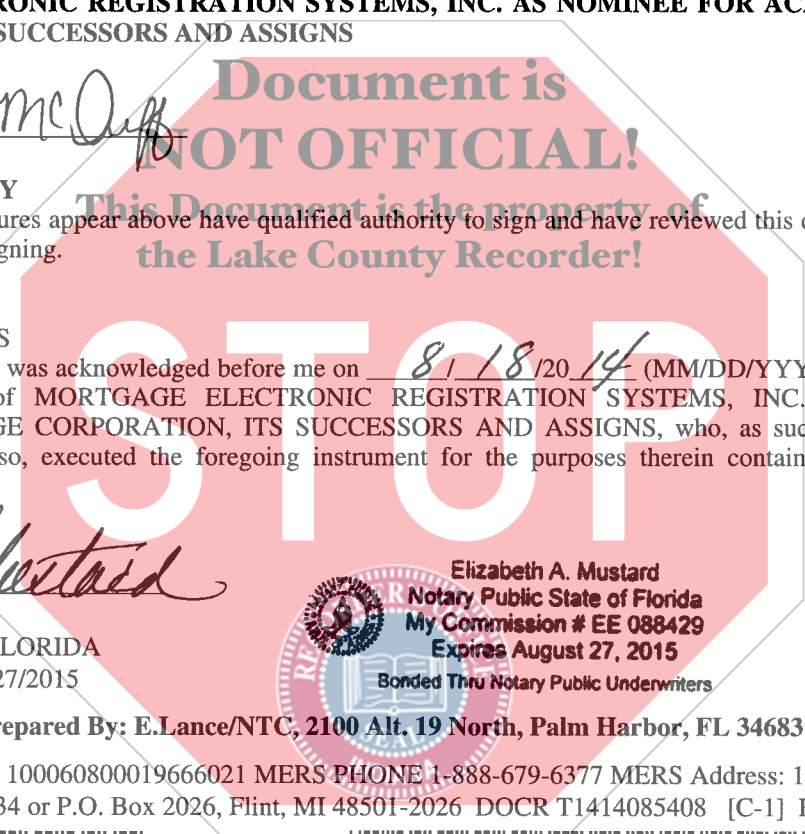 RONIC REGISTRATION SYSTEMS, INC. AS NOMINEE FOR
SUCCESSORS AND ASSIGNS
Document is
McDuff
NOT OFFICIAL!
Y
This Document is the property of
ures appear above have qualified authority to sign and have reviewed this
gning.
the Lake County Recorder!
STOP
S
was acknowledged before me on 8/ 18/20 14 (MM/DD/YYY
of MORTGAGE ELECTRONIC REGISTRATION SYSTEMS, INC.
GE CORPORATION, ITS SUCCESSORS AND ASSIGNS, who, as suc
so, executed the foregoing instrument for the purposes therein contain
Mustard
Elizabeth A. Mustard
Notary Public State of Florida
My Commission # EE 088429
Expires August 27, 2015
Bonded Thru Notary Public Underwriters
LORIDA
27/2015
SEAL
repared By: E.Lance/NTC, 2100 Alt. 19 North, Palm Harbor, FL 34683
100060800019666021 MERS PHONE 1-888-679-6377 MERS Address: 1
34 or P.O. Box 2026, Flint, MI 48501-2026 DOCR T1414085408 [C-1]